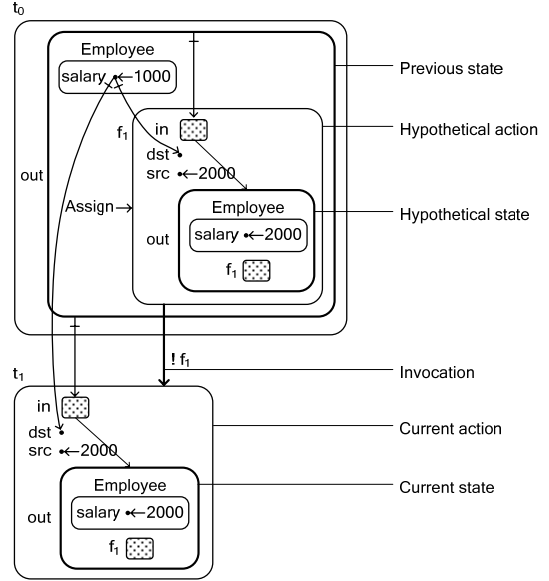 t0
Employee
salary 1000
Previous state
f1
in
Hypothetical action
dst
out
src 2000
Assign
Employee
Hypothetical state
out
salary 2000
f1
! f1
t1
Invocation
in
dst
Current action
src 2000
Employee
Current state
out
salary 2000
f1